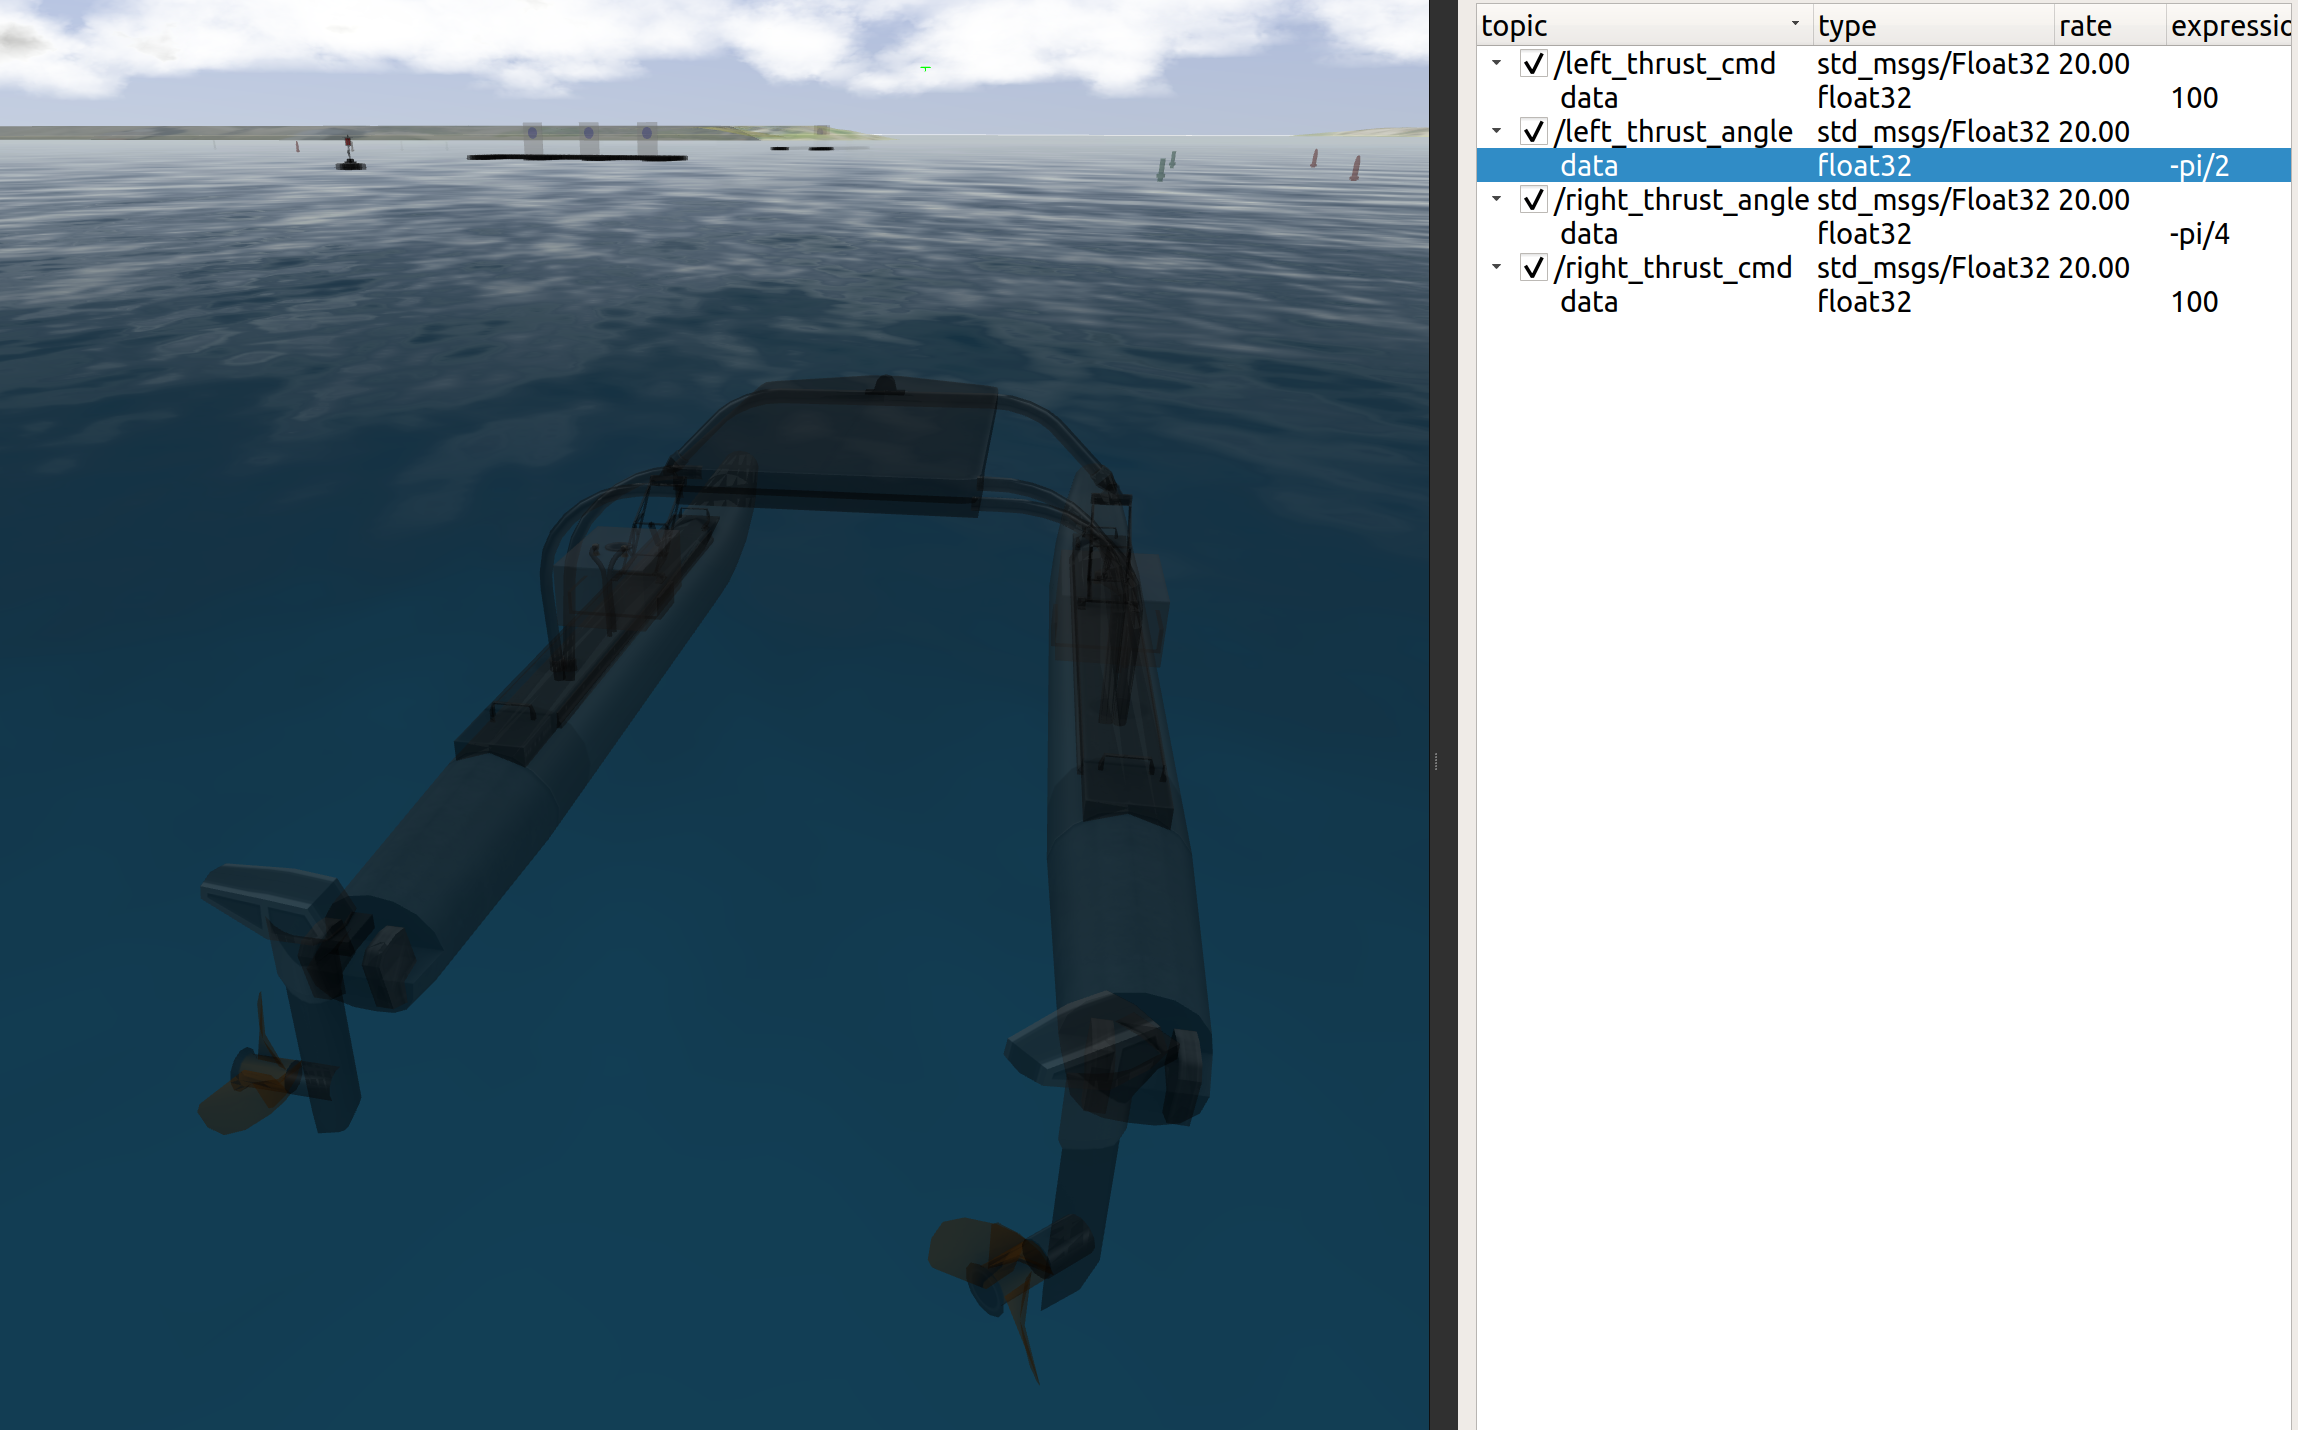 topic type rate expressio
/left_thrust_cmd std_msgs/Float32 20.00
data float32 100
/left_thrust_angle std_msgs/Float32 20.00
data float32 -pi/2
/right_thrust_angle std_msgs/Float32 20.00
data float32 -pi/4
/right_thrust_cmd std_msgs/Float32 20.00
data float32 100